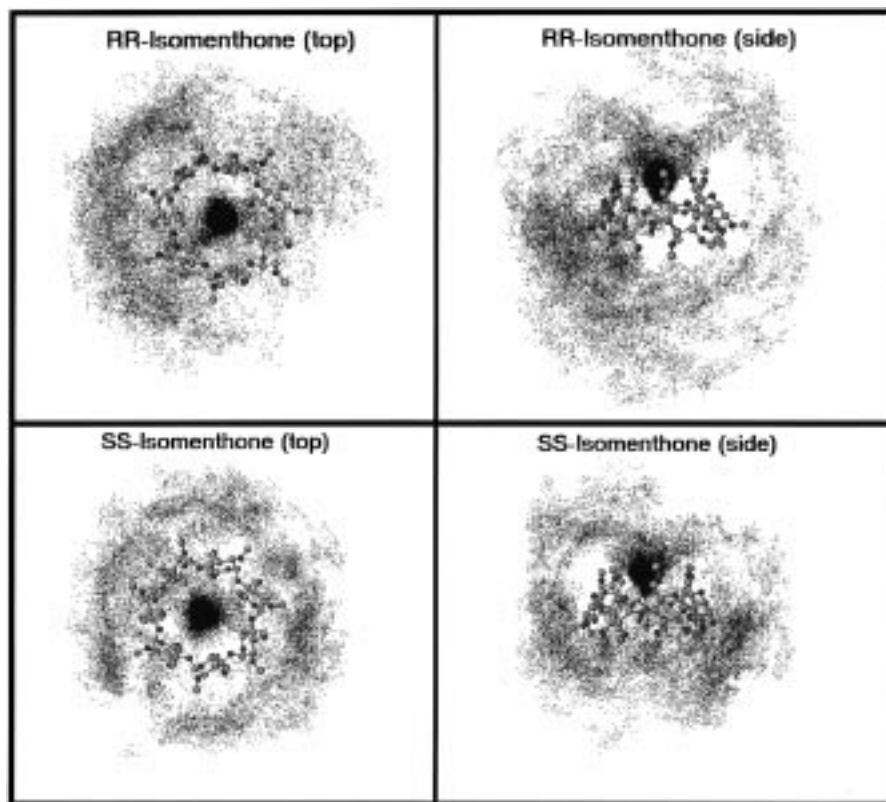 RR-Isomenthone (top)
RR-Isomenthone (side)
SS-Isomenthone (top)
SS-Isomenthone (side)